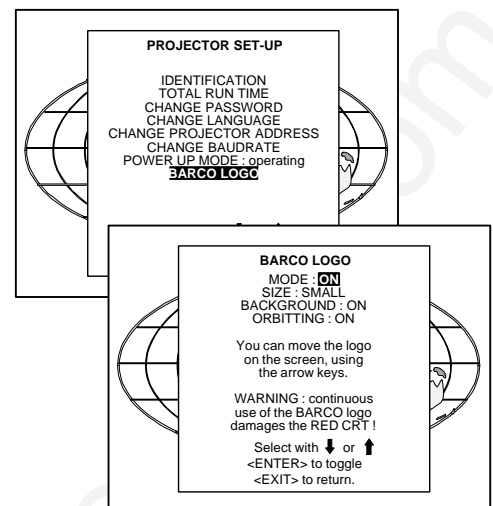 PROJECTOR SET-UP
IDENTIFICATION
TOTAL RUN TIME
CHANGE PASSWORD
CHANGE LANGUAGE
CHANGE PROJECTOR ADDRESS
CHANGE BAUDRATE
POWER UP MODE : operating
BARCO LOGO
BARCO LOGO
MODE : ON
SIZE : SMALL
BACKGROUND : ON
ORBITTING : ON
You can move the logo
on the screen, using
the arrow keys.
WARNING : continuous
use of the BARCO logo
damages the RED CRT !
Select with ⬇ or ⬆
<ENTER> to toggle
<EXIT> to return.